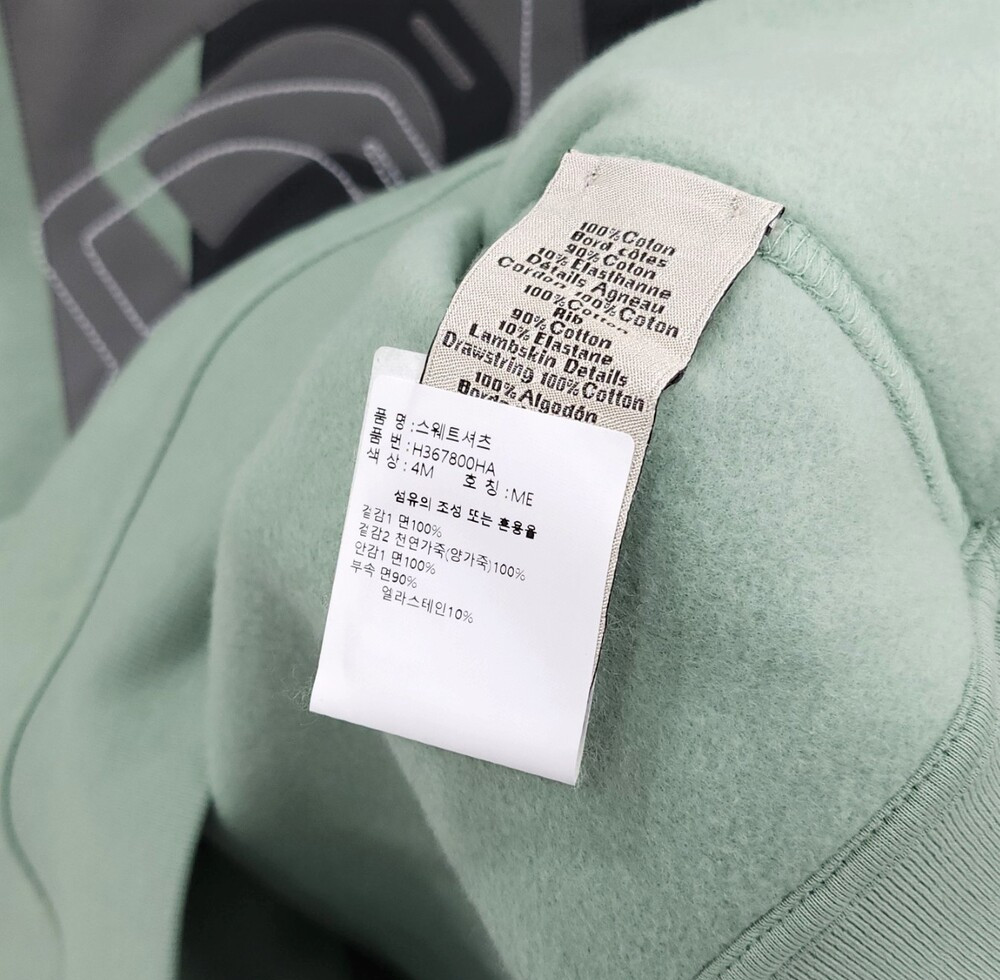 100% Coton
Bord côtes
90% Coton
10% Elasthanne
Détails Agneau
Cordon 100% Coton
100% Cotton
Rib
90% Cotton
10% Elastane
Lambskin Details
Drawstring 100% Cotton
100% Algodón
품 명 : 스웨트셔츠
품 번 : H367800HA
색 상 : 4M 호 칭 : ME
섬유의 조성 또는 혼용율
겉감1 면100%
겉감2 천연가죽(양가죽)100%
안감1 면100%
부속 면90%
엘라스테인10%